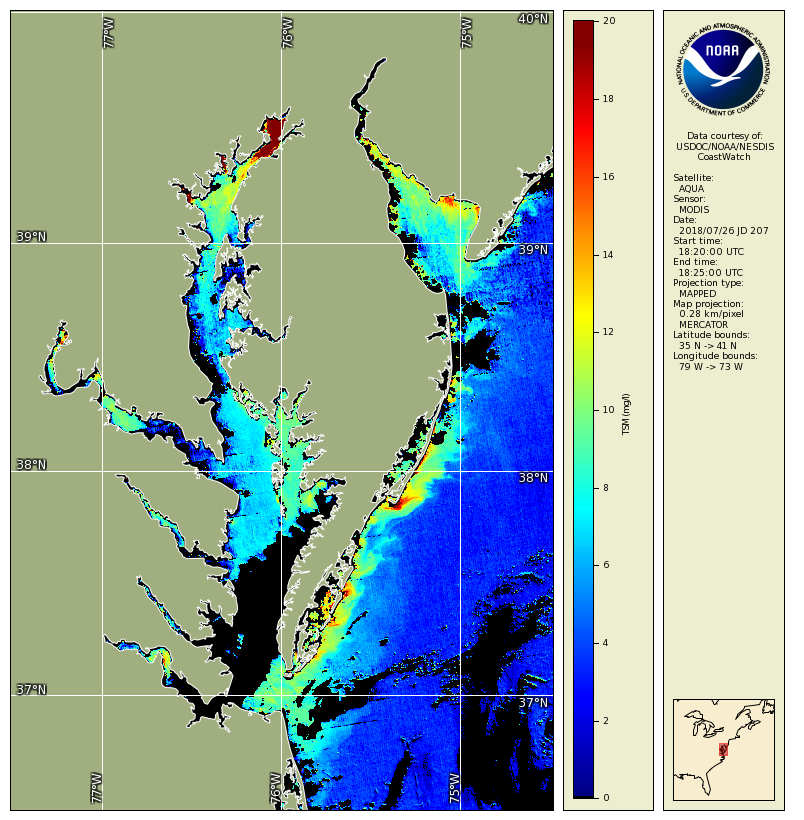 77°W
76°W
75°W
40°N
39°N
39°N
38°N
38°N
37°N
37°N
77°W
76°W
75°W
20
18
16
14
12
10
8
6
4
2
0
TSM (mg/l)
NATIONAL OCEANIC AND ATMOSPHERIC ADMINISTRATION
NOAA
U.S. DEPARTMENT OF COMMERCE
Data courtesy of:
USDOC/NOAA/NESDIS
CoastWatch
Satellite:
AQUA
Sensor:
MODIS
Date:
2018/07/26 JD 207
Start time:
18:20:00 UTC
End time:
18:25:00 UTC
Projection type:
MAPPED
Map projection:
0.28 km/pixel
MERCATOR
Latitude bounds:
35 N -> 41 N
Longitude bounds:
79 W -> 73 W